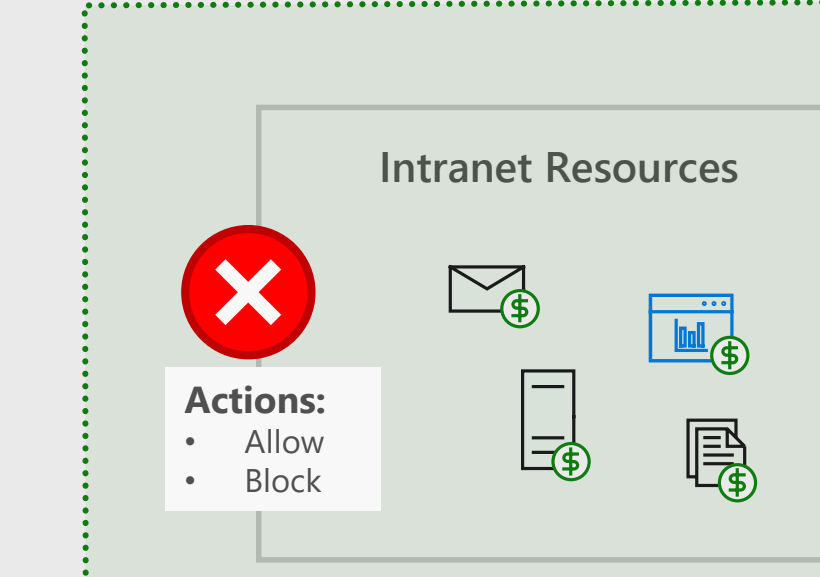 Intranet Resources
$
$
$
$
Actions:
• Allow
• Block